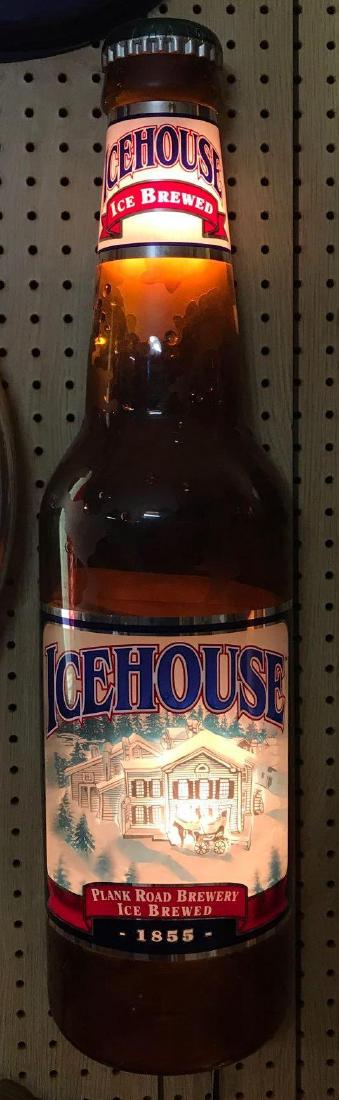 ICEHOUSE
ICE BREWED
ICEHOUSE
PLANK ROAD BREWERY
ICE BREWED
- 1855 -